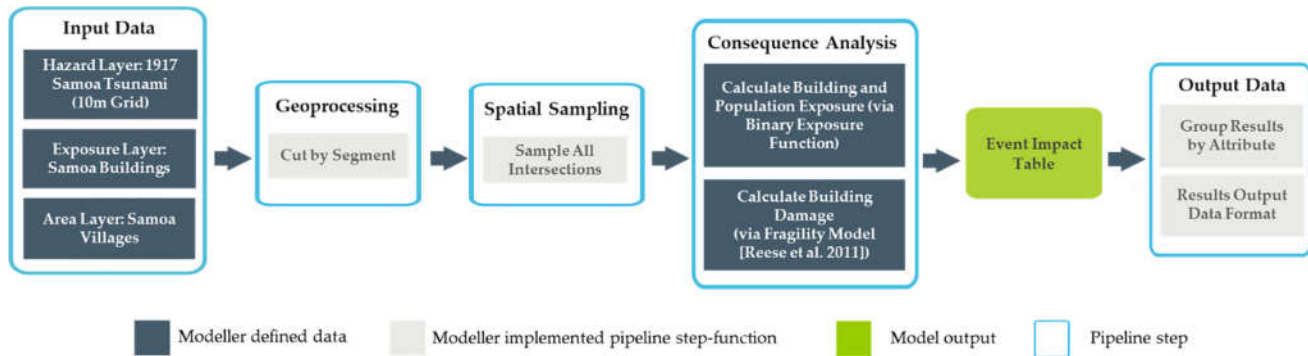 Input Data
Hazard Layer: 1917
Samoa Tsunami
(10m Grid)
Exposure Layer:
Samoa Buildings
Area Layer: Samoa
Villages
Geoprocessing
Cut by Segment
Spatial Sampling
Sample All
Intersections
Consequence Analysis
Calculate Building and
Population Exposure (via
Binary Exposure
Function)
Calculate Building
Damage
(via Fragility Model
[Reese et al. 2011])
Event Impact
Table
Output Data
Group Results
by Attribute
Results Output
Data Format
Modeller defined data
Modeller implemented pipeline step-function
Model output
Pipeline step